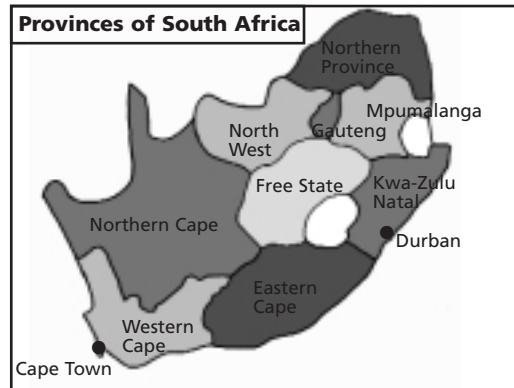 Provinces of South Africa
Northern
Province
Mpumalanga
North
West
Gauteng
Free State
Kwa-Zulu
Natal
Northern Cape
Durban
Eastern
Cape
Western
Cape
Cape Town